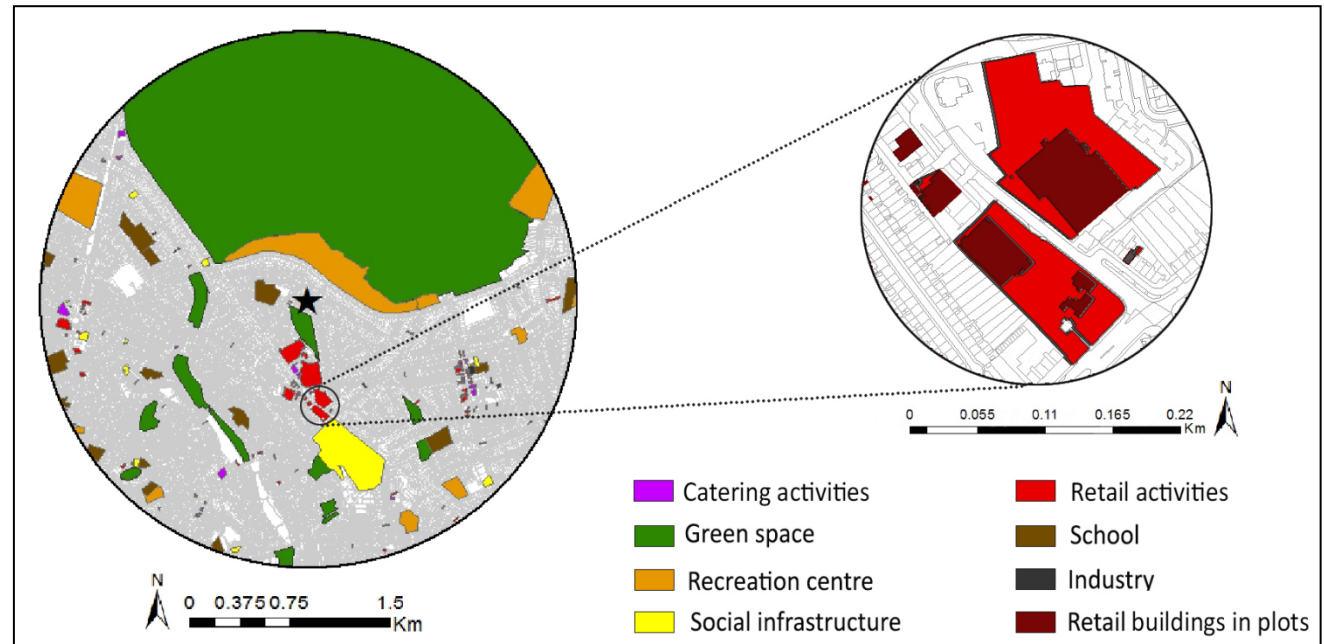 N
0 0.055 0.11 0.165 0.22
Km
N
0 0.375 0.75 1.5
Km
Catering activities
Green space
Recreation centre
Social infrastructure
Retail activities
School
Industry
Retail buildings in plots